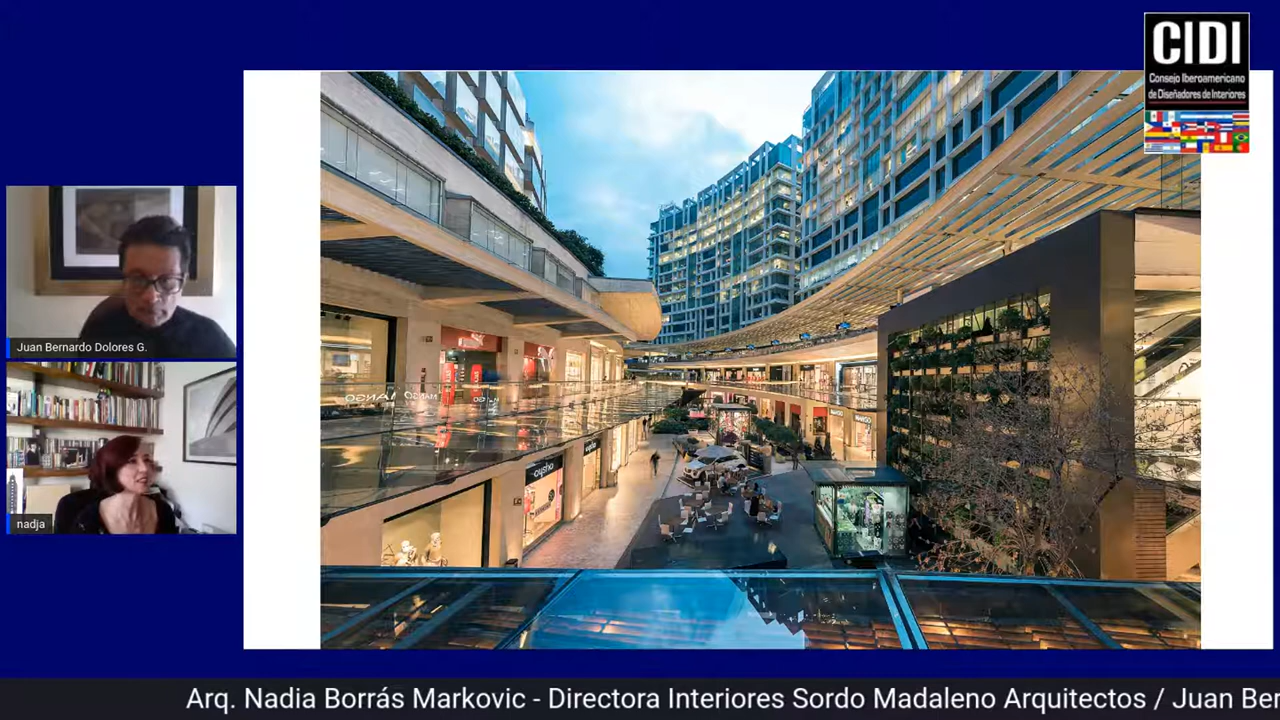 CIDI
Consejo Iberoamericano
de Diseñadores de Interiores
Juan Bernardo Dolores G.
nadja
MANGO
oysho
Arq. Nadia Borrás Markovic - Directora Interiores Sordo Madaleno Arquitectos / Juan Ber